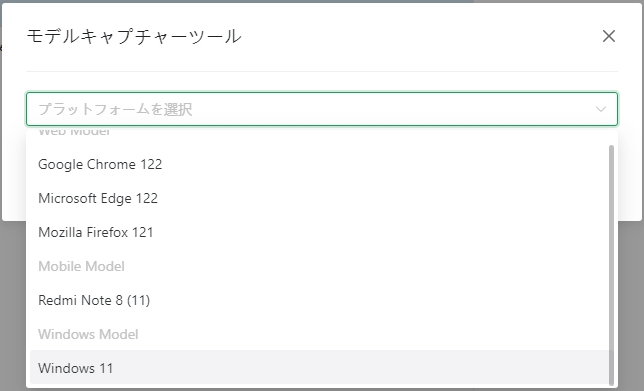 モデルキャプチャーツール
プラットフォームを選択
Web Model
Google Chrome 122
Microsoft Edge 122
Mozilla Firefox 121
Mobile Model
Redmi Note 8 (11)
Windows Model
Windows 11